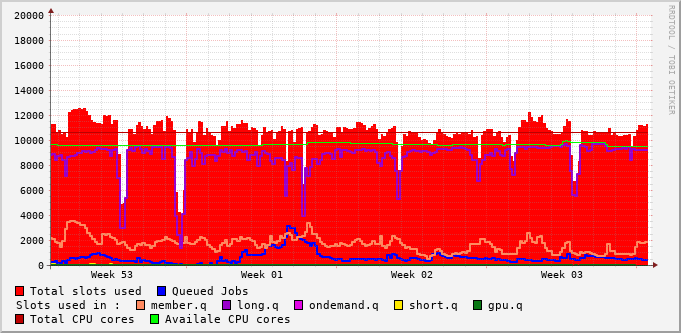 RRDTOOL / TOBI OETIKER
20000
18000
16000
14000
12000
10000
8000
6000
4000
2000
0
Week 53 Week 01 Week 02 Week 03
Total slots used Queued Jobs
Slots used in : member.q long.q ondemand.q short.q gpu.q
Total CPU cores Availale CPU cores